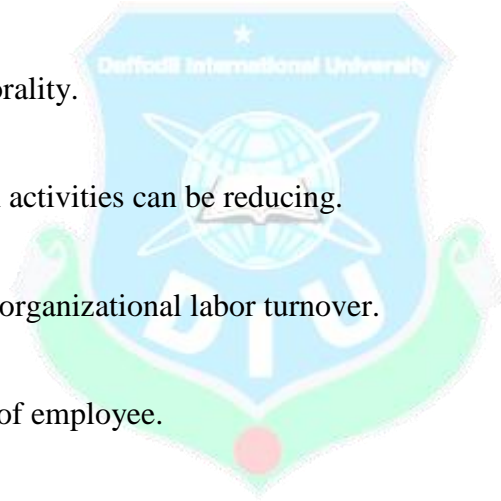 Daffodil International University
orality.
activities can be reducing.
organizational labor turnover.
of employee.
DIU